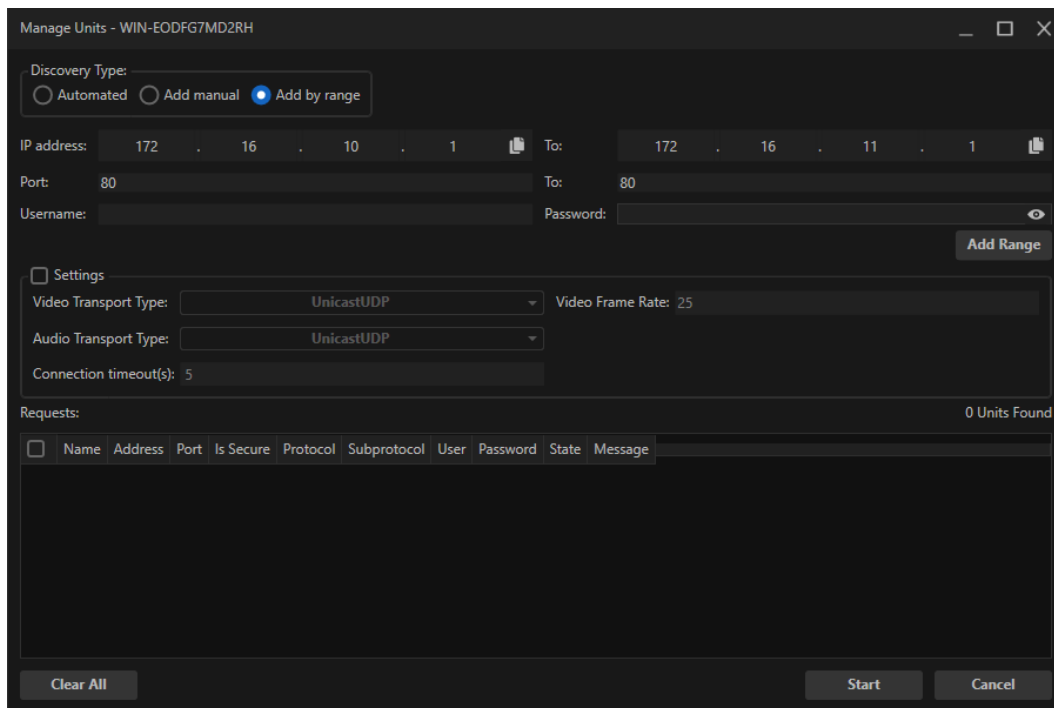 Manage Units - WIN-EODFG7MD2RH
Discovery Type:
Automated Add manual Add by range
IP address: 172 . 16 . 10 . 1 To: 172 . 16 . 11 . 1
Port: 80 To: 80
Username: Password:
Add Range
Settings
Video Transport Type: UnicastUDP Video Frame Rate: 25
Audio Transport Type: UnicastUDP
Connection timeout(s): 5
Requests: 0 Units Found
Name Address Port Is Secure Protocol Subprotocol User Password State Message
Clear All Start Cancel